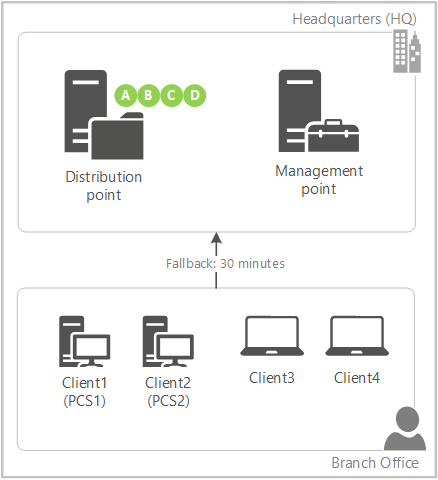 Headquarters (HQ)
A B C D
Distribution
point
Management
point
Fallback: 30 minutes
Client1
(PCS1)
Client2
(PCS2)
Client3
Client4
Branch Office